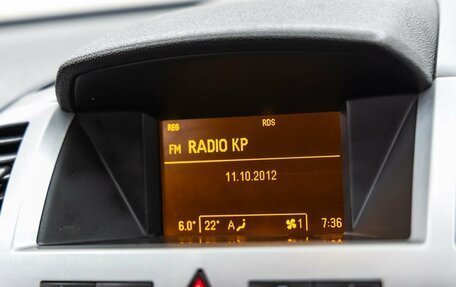 REG RDS
FM RADIO KP
11.10.2012
6.0° 22° A 1 7:36